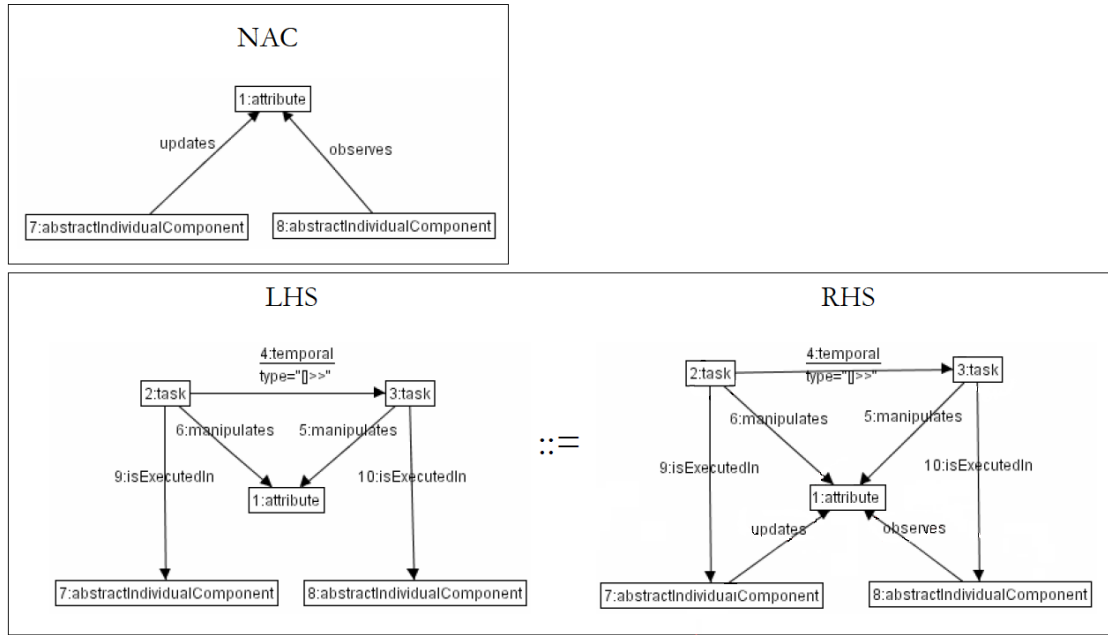 NAC
1:attribute
updates
observes
7:abstractIndividualComponent
8:abstractIndividualComponent
LHS
RHS
4:temporal
type="[]>>"
2:task
3:task
6:manipulates
5:manipulates
9:isExecutedIn
10:isExecutedIn
1:attribute
7:abstractIndividualComponent
8:abstractIndividualComponent
::=
4:temporal
type="[]>>"
2:task
3:task
6:manipulates
5:manipulates
9:isExecutedIn
10:isExecutedIn
1:attribute
updates
observes
7:abstractIndividualComponent
8:abstractIndividualComponent